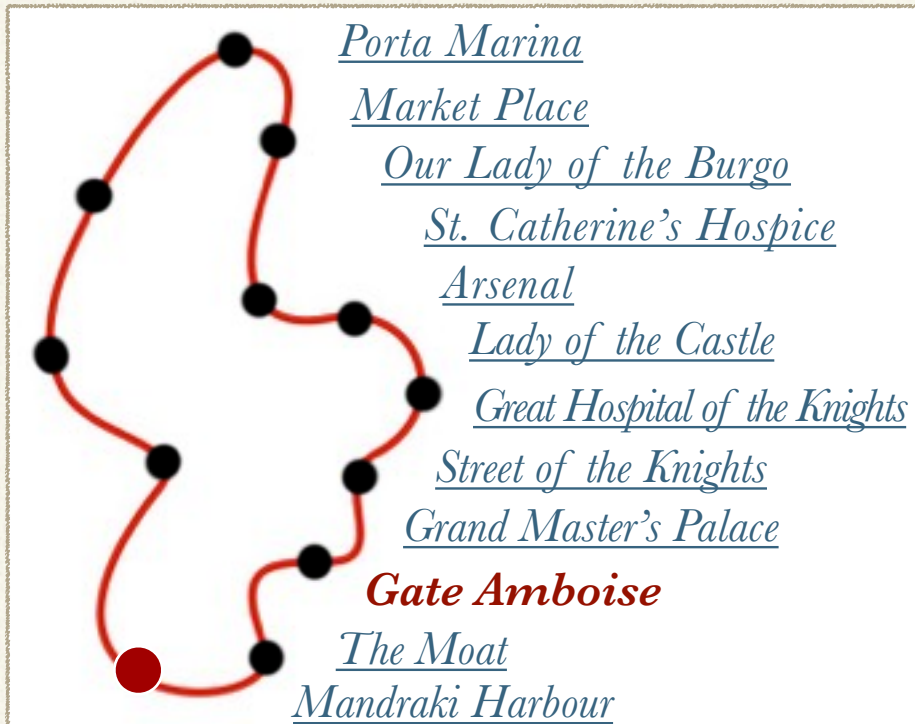 Porta Marina
Market Place
Our Lady of the Burgo
St. Catherine’s Hospice
Arsenal
Lady of the Castle
Great Hospital of the Knights
Street of the Knights
Grand Master’s Palace
Gate Amboise
The Moat
Mandraki Harbour